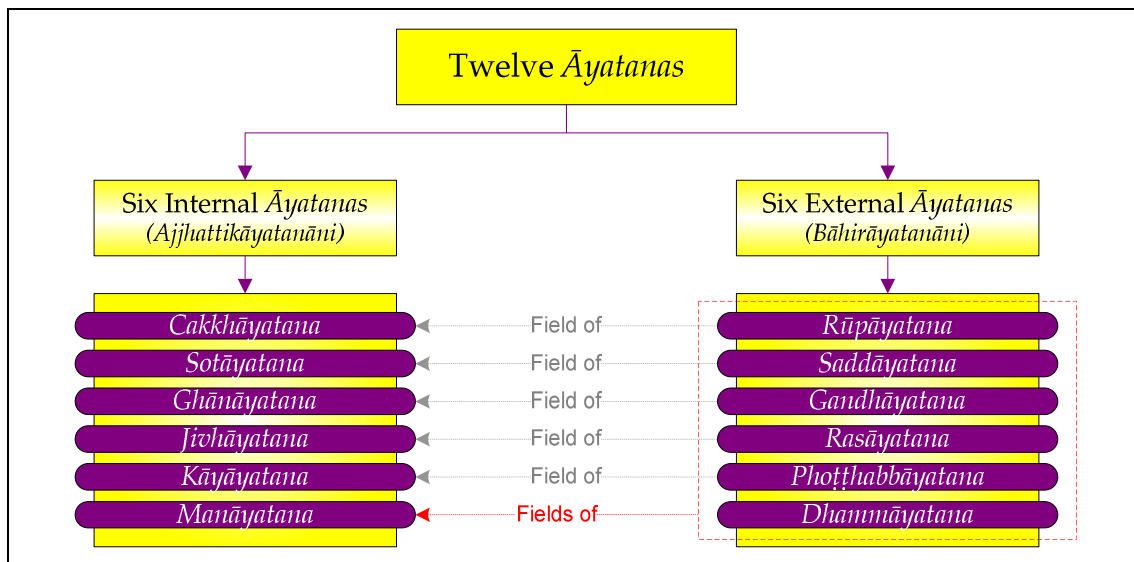 Twelve Āyatanas
Six Internal Āyatanas
(Ajjhattikāyatanāni)
Six External Āyatanas
(Bāhirāyatanāni)
Cakkhāyatana
Field of
Rūpāyatana
Sotāyatana
Field of
Saddāyatana
Ghānāyatana
Field of
Gandhāyatana
Jivhāyatana
Field of
Rasāyatana
Kāyāyatana
Field of
Phoṭṭhabbāyatana
Manāyatana
Fields of
Dhammāyatana